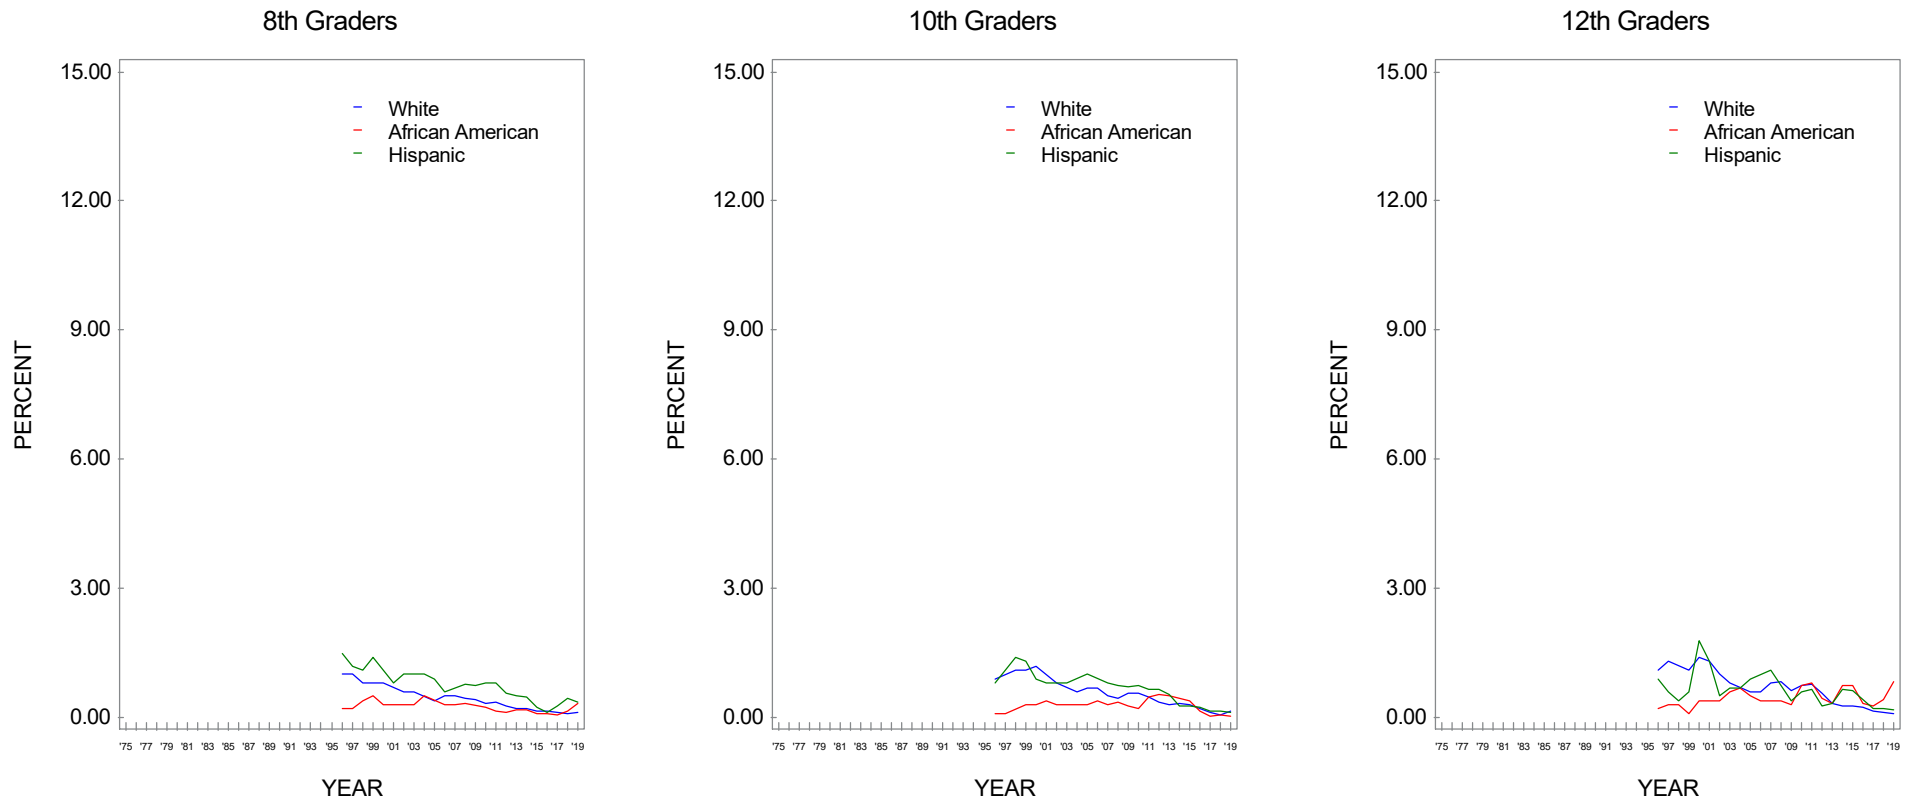 8th Graders
15.00
12.00
9.00
6.00
3.00
0.00
PERCENT
White
African American
Hispanic
'75 '77 '79 '81 '83 '85 '87 '89 '91 '93 '95 '97 '99 '01 '03 '05 '07 '09 '11 '13 '15 '17 '19
YEAR
10th Graders
15.00
12.00
9.00
6.00
3.00
0.00
PERCENT
White
African American
Hispanic
'75 '77 '79 '81 '83 '85 '87 '89 '91 '93 '95 '97 '99 '01 '03 '05 '07 '09 '11 '13 '15 '17 '19
YEAR
12th Graders
15.00
12.00
9.00
6.00
3.00
0.00
PERCENT
White
African American
Hispanic
'75 '77 '79 '81 '83 '85 '87 '89 '91 '93 '95 '97 '99 '01 '03 '05 '07 '09 '11 '13 '15 '17 '19
YEAR